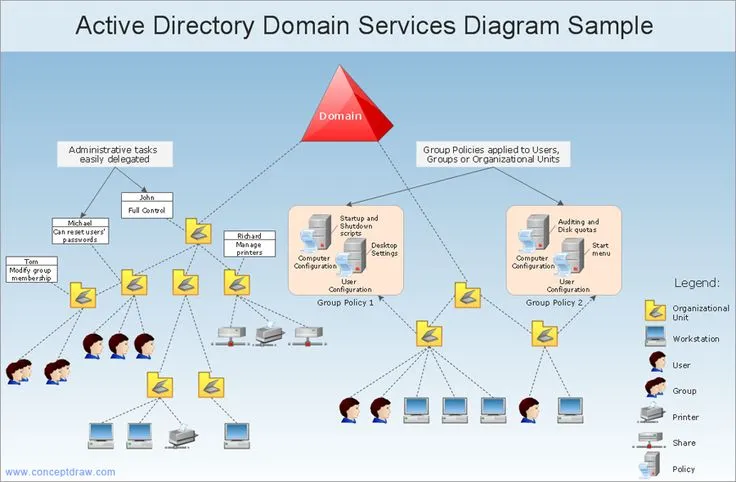 Active Directory Domain Services Diagram Sample
Domain
Administrative tasks
easily delegated
Group Policies applied to Users,
Groups or Organizational Units
John
Full Control
Michael
Can reset users'
passwords
Richard
Manage
printers
Tom
Modify group
membership
Startup and
Shutdown
scripts
Computer
Configuration
Desktop
Settings
User
Configuration
Group Policy 1
Auditing and
Disk quotas
Computer
Configuration
Start
menu
User
Configuration
Group Policy 2
Legend:
Organizational
Unit
Workstation
User
Group
Printer
Share
Policy
www.conceptdraw.com